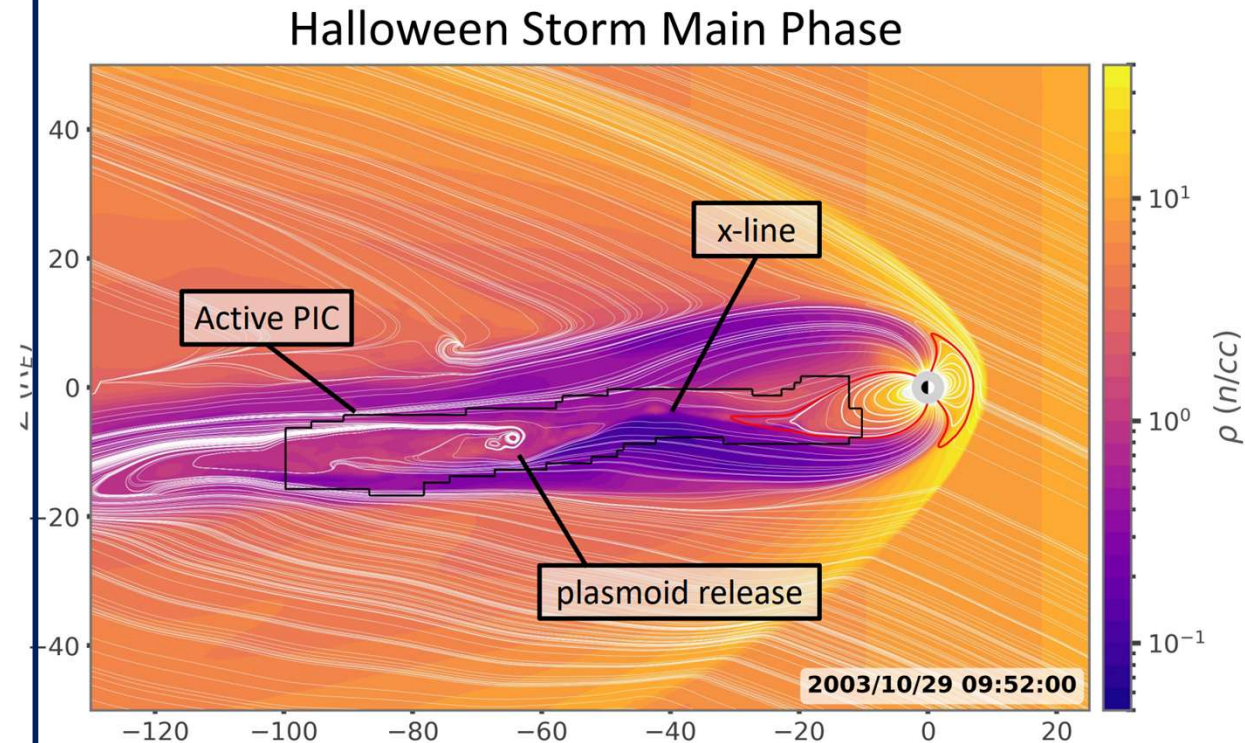 Halloween Storm Main Phase
40
20
0
−20
−40
x-line
Active PIC
plasmoid release
2003/10/29 09:52:00
−120 −100 −80 −60 −40 −20 0 20
10¹
10⁰
10⁻¹
ρ (n/cc)